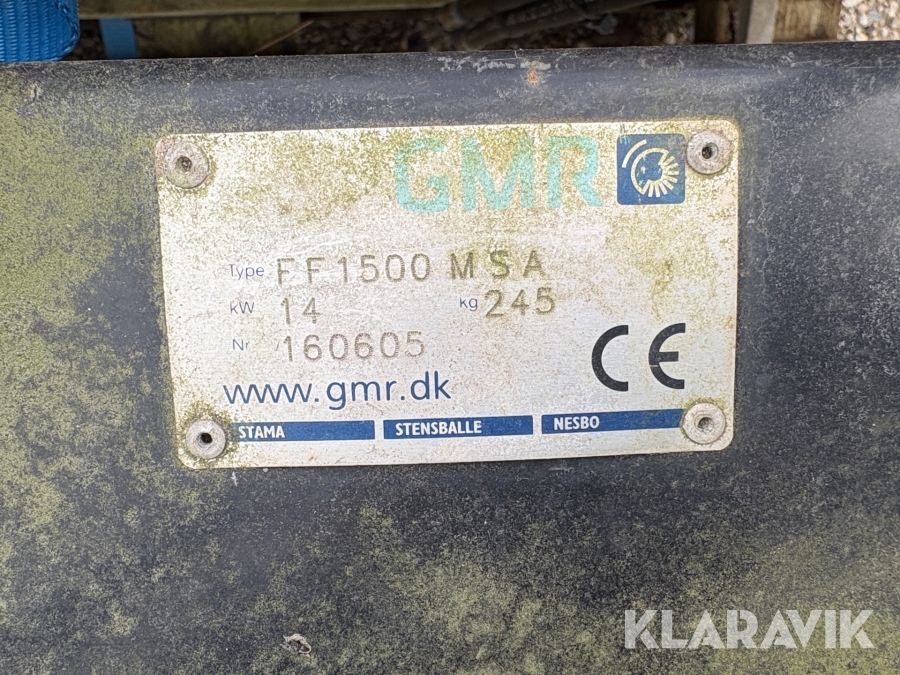 GMR
Type FF1500 MSA
kW 14 kg 245
Nr 160605
www.gmr.dk
STAMA STENSBALLE NESBO
CE
KLARAVIK